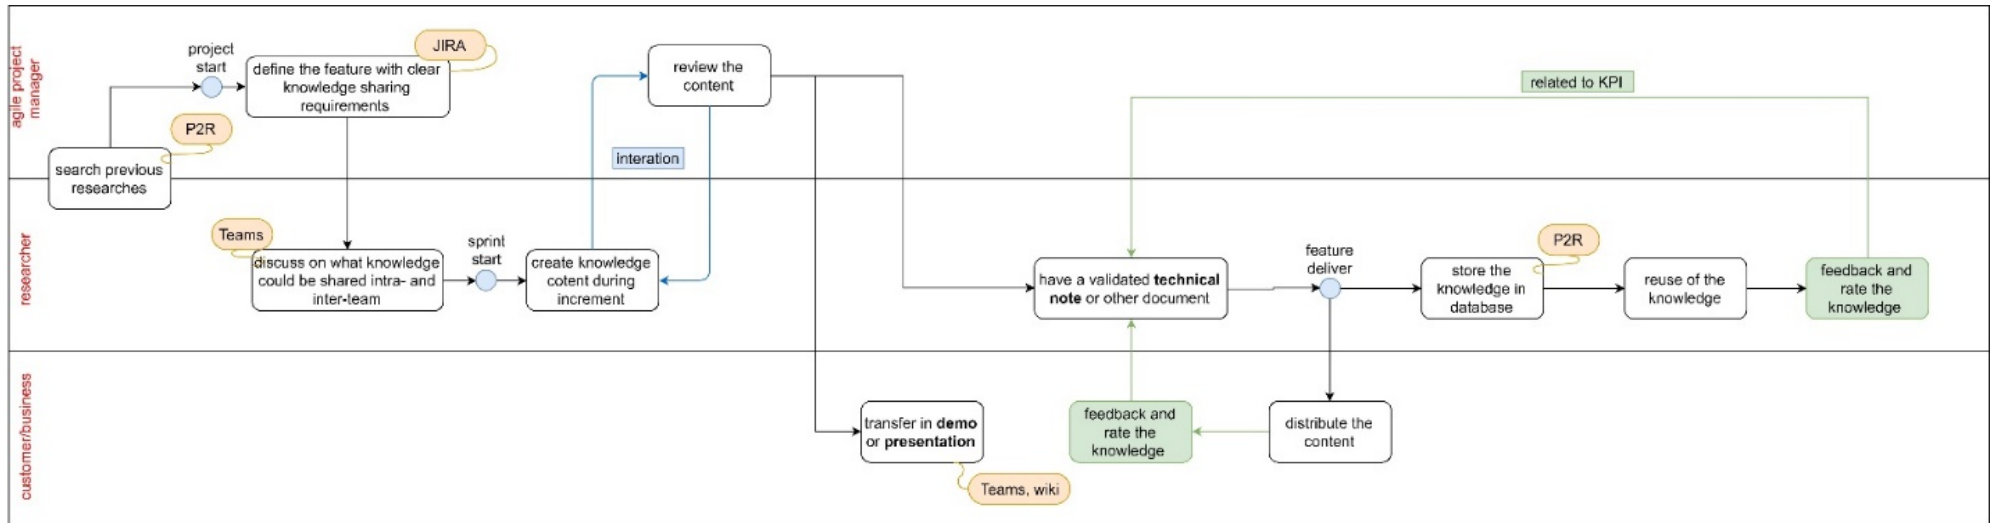 agile project
manager
project
start
JIRA
define the feature with clear
knowledge sharing
requirements
P2R
search previous
researches
review the
content
interation
related to KPI
researcher
Teams
discuss on what knowledge
could be shared intra- and
inter-team
sprint
start
create knowledge
cotent during
increment
have a validated technical
note or other document
feature
deliver
P2R
store the
knowledge in
database
reuse of the
knowledge
feedback and
rate the
knowledge
customer/business
transfer in demo
or presentation
Teams, wiki
feedback and
rate the
knowledge
distribute the
content